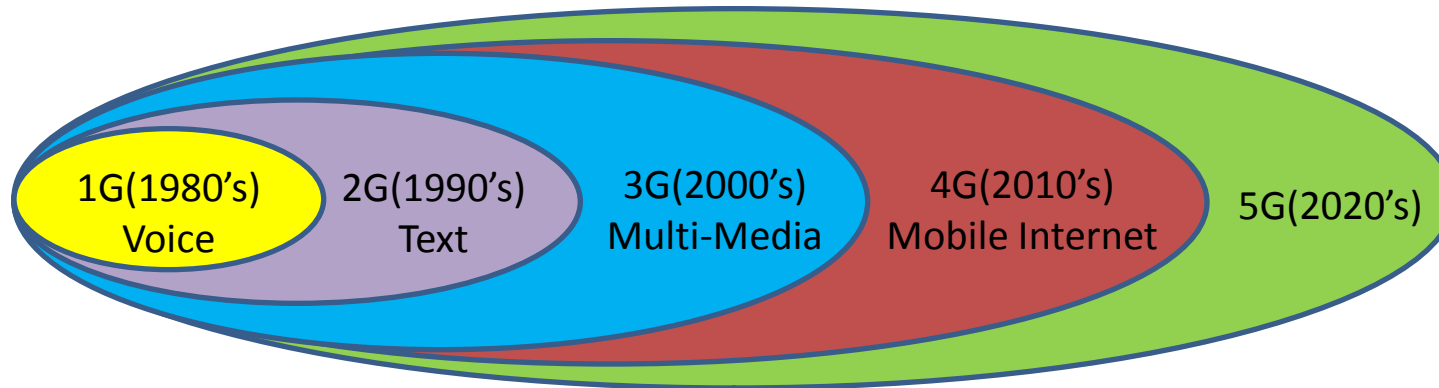 1G(1980’s)
Voice
2G(1990’s)
Text
3G(2000’s)
Multi-Media
4G(2010’s)
Mobile Internet
5G(2020’s)